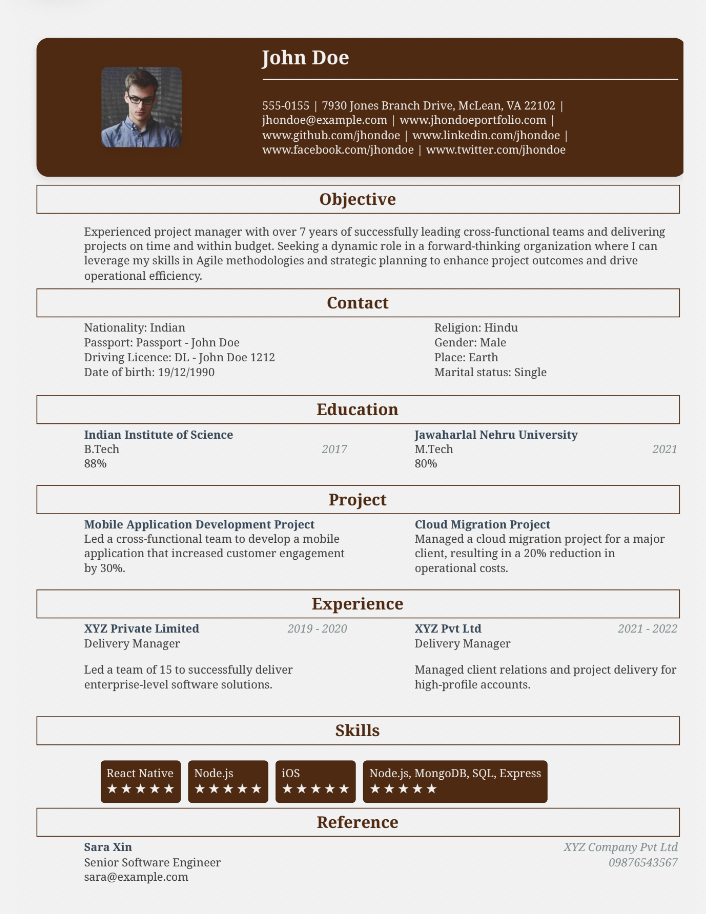 John Doe
555-0155 | 7930 Jones Branch Drive, McLean, VA 22102 |
jhondoe@example.com | www.jhondoeportfolio.com |
www.github.com/jhondoe | www.linkedin.com/jhondoe |
www.facebook.com/jhondoe | www.twitter.com/jhondoe
Objective
Experienced project manager with over 7 years of successfully leading cross-functional teams and delivering
projects on time and within budget. Seeking a dynamic role in a forward-thinking organization where I can
leverage my skills in Agile methodologies and strategic planning to enhance project outcomes and drive
operational efficiency.
Contact
Nationality: Indian
Passport: Passport - John Doe
Driving Licence: DL - John Doe 1212
Date of birth: 19/12/1990
Religion: Hindu
Gender: Male
Place: Earth
Marital status: Single
Education
Indian Institute of Science
B.Tech 2017
88%
Jawaharlal Nehru University
M.Tech 2021
80%
Project
Mobile Application Development Project
Led a cross-functional team to develop a mobile
application that increased customer engagement
by 30%.
Cloud Migration Project
Managed a cloud migration project for a major
client, resulting in a 20% reduction in
operational costs.
Experience
XYZ Private Limited 2019 - 2020
Delivery Manager
Led a team of 15 to successfully deliver
enterprise-level software solutions.
XYZ Pvt Ltd 2021 - 2022
Delivery Manager
Managed client relations and project delivery for
high-profile accounts.
Skills
React Native
★★★★★
Node.js
★★★★★
iOS
★★★★★
Node.js, MongoDB, SQL, Express
★★★★★
Reference
Sara Xin
Senior Software Engineer
sara@example.com
XYZ Company Pvt Ltd
09876543567